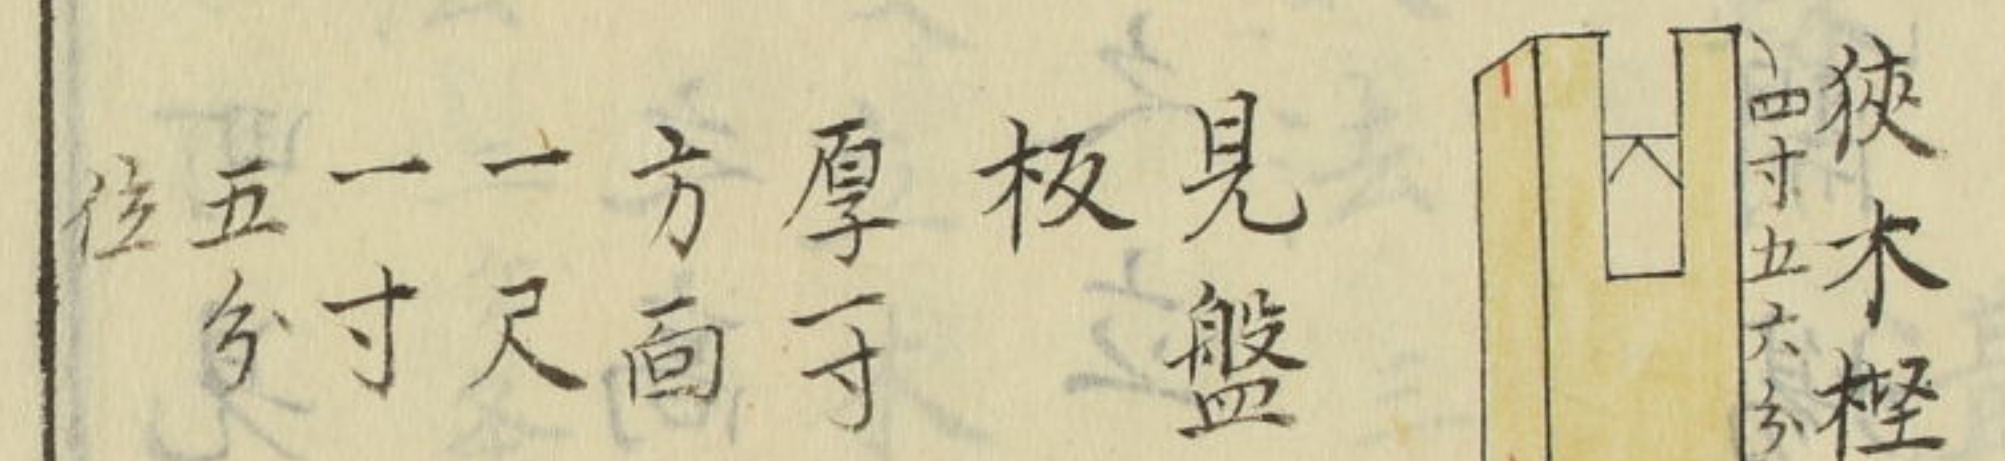 狹木樫
四寸五六分
見盤
板
厚一寸
方面
一尺
一寸
五分
位